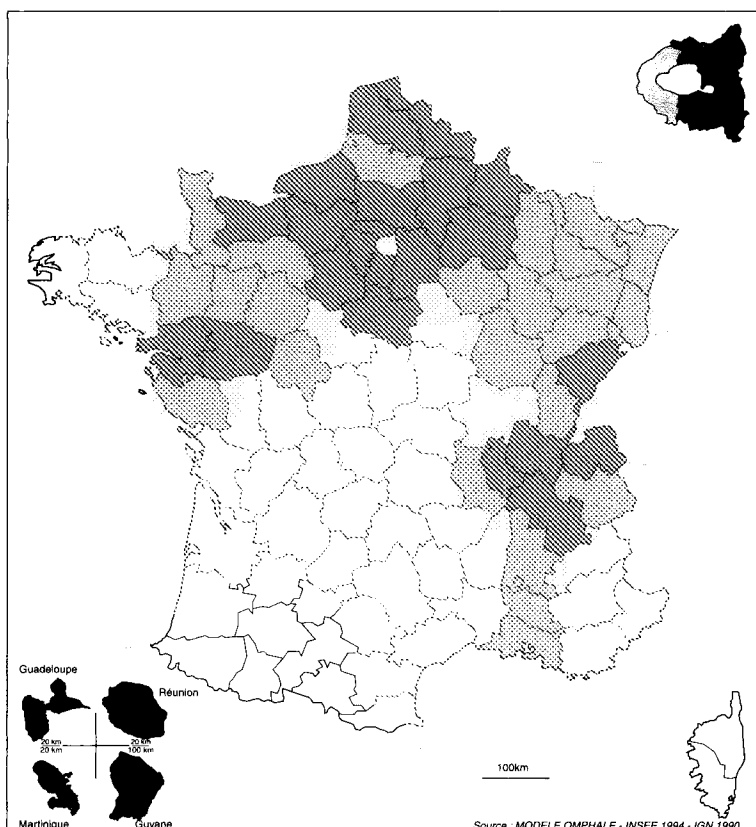 Guadeloupe
Réunion
20 km
20 km
20 km
100 km
Martinique
Guyane
100km
Source : MODELE OMPHALE - INSEE 1994 - IGN 1990